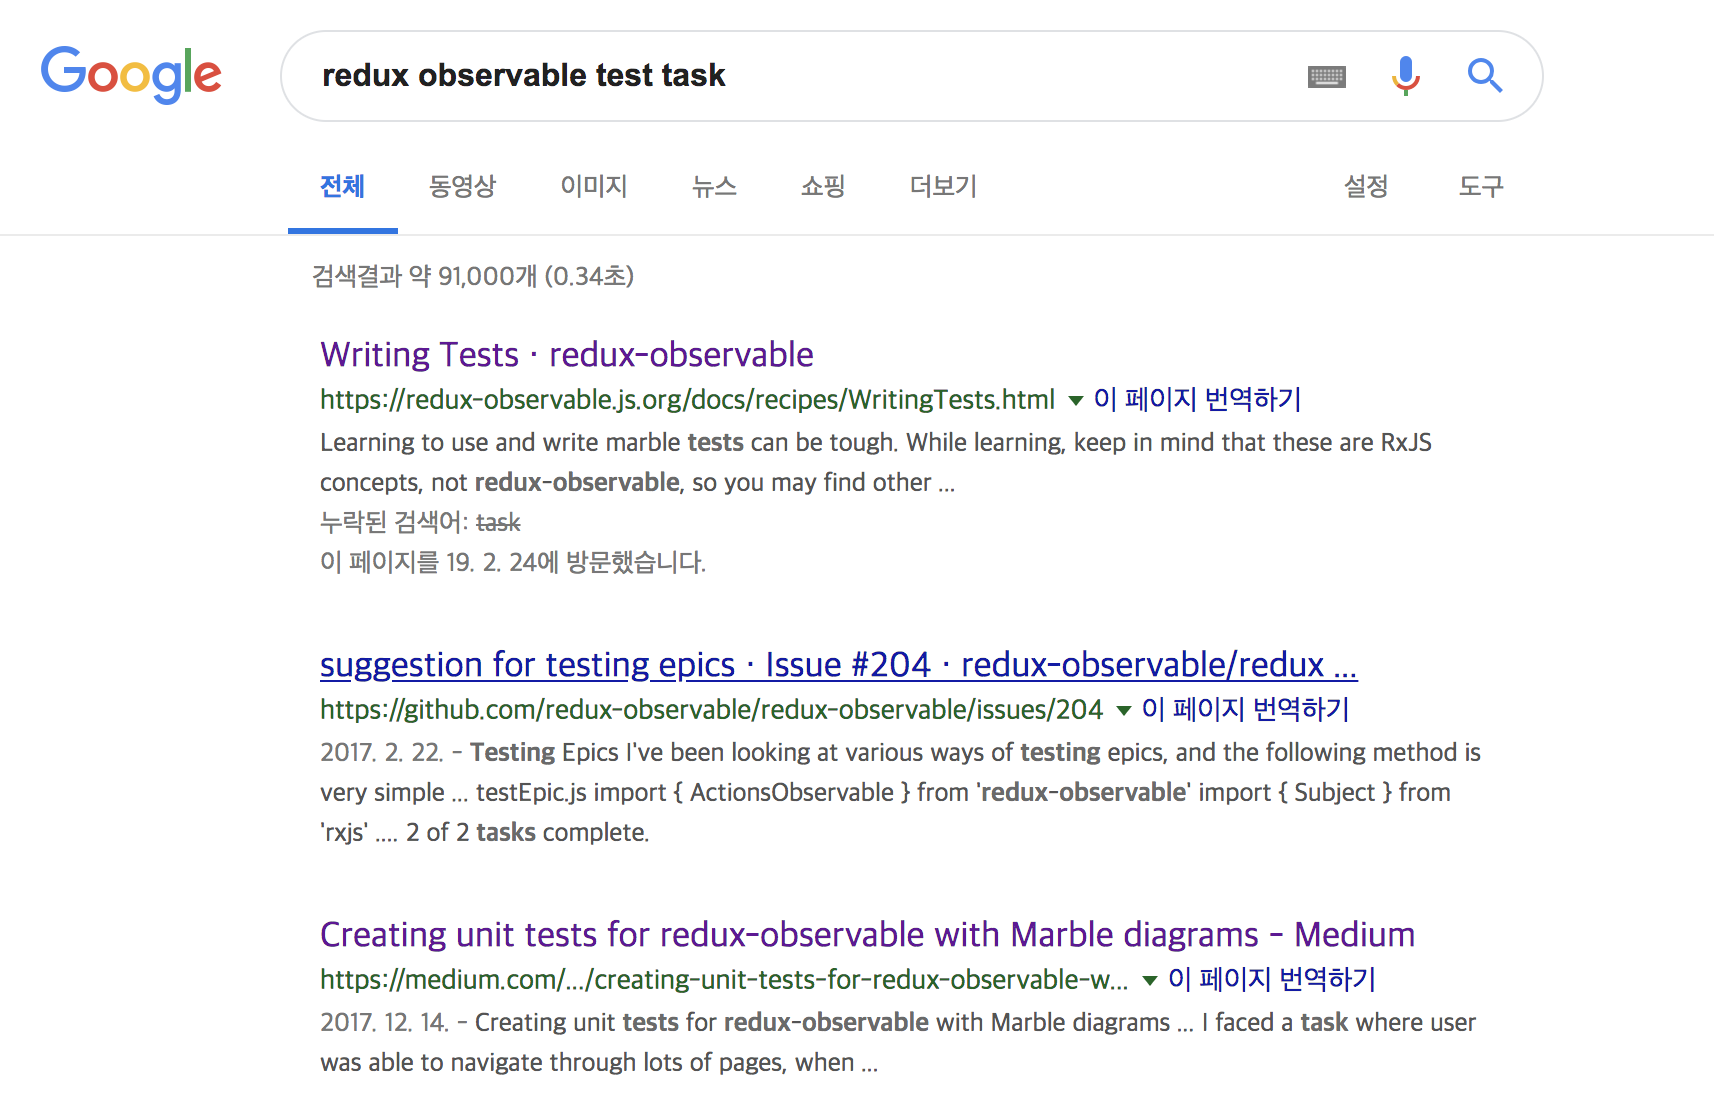 Google
redux observable test task
전체 동영상 이미지 뉴스 쇼핑 더보기 설정 도구
검색결과 약 91,000개 (0.34초)
Writing Tests · redux-observable
https://redux-observable.js.org/docs/recipes/WritingTests.html ▼ 이 페이지 번역하기
Learning to use and write marble tests can be tough. While learning, keep in mind that these are RxJS
concepts, not redux-observable, so you may find other ...
누락된 검색어: task
이 페이지를 19. 2. 24에 방문했습니다.
suggestion for testing epics · Issue #204 · redux-observable/redux ...
https://github.com/redux-observable/redux-observable/issues/204 ▼ 이 페이지 번역하기
2017. 2. 22. - Testing Epics I've been looking at various ways of testing epics, and the following method is
very simple ... testEpic.js import { ActionsObservable } from 'redux-observable' import { Subject } from
'rxjs' .... 2 of 2 tasks complete.
Creating unit tests for redux-observable with Marble diagrams - Medium
https://medium.com/.../creating-unit-tests-for-redux-observable-w... ▼ 이 페이지 번역하기
2017. 12. 14. - Creating unit tests for redux-observable with Marble diagrams ... I faced a task where user
was able to navigate through lots of pages, when ...